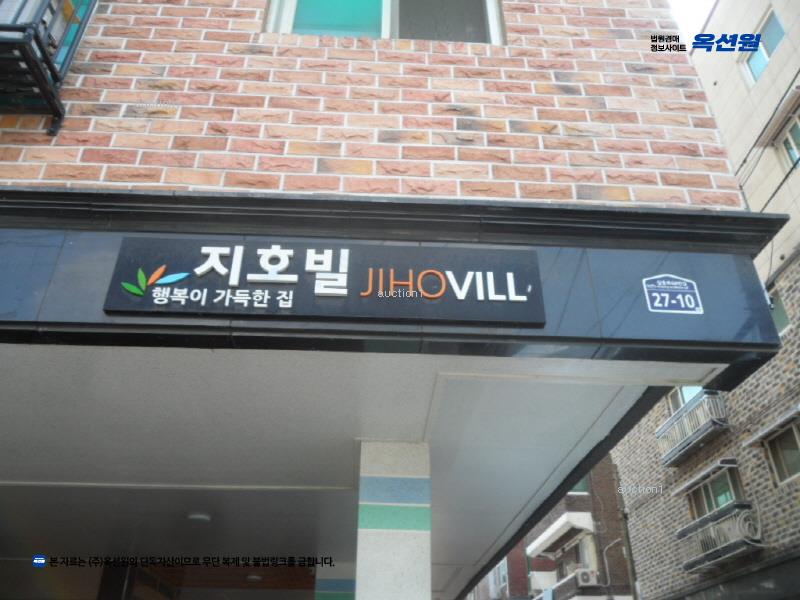 법원경매
정보사이트 옥션원
auction1
지호빌 JIHOVILL
행복이 가득한 집
auction1
27-10
auction1
본 자료는 (주)옥션원의 단독자산이므로 무단 복제 및 불법링크를 금합니다.